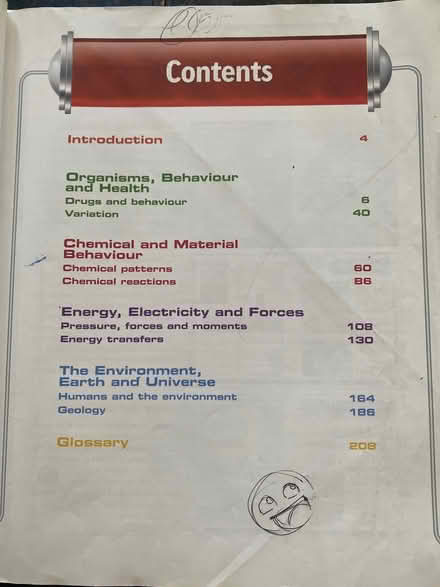 Contents
Introduction 4
Organisms, Behaviour
and Health
Drugs and behaviour 6
Variation 40
Chemical and Material
Behaviour
Chemical patterns 60
Chemical reactions 86
Energy, Electricity and Forces
Pressure, forces and moments 108
Energy transfers 130
The Environment,
Earth and Universe
Humans and the environment 164
Geology 186
Glossary 208